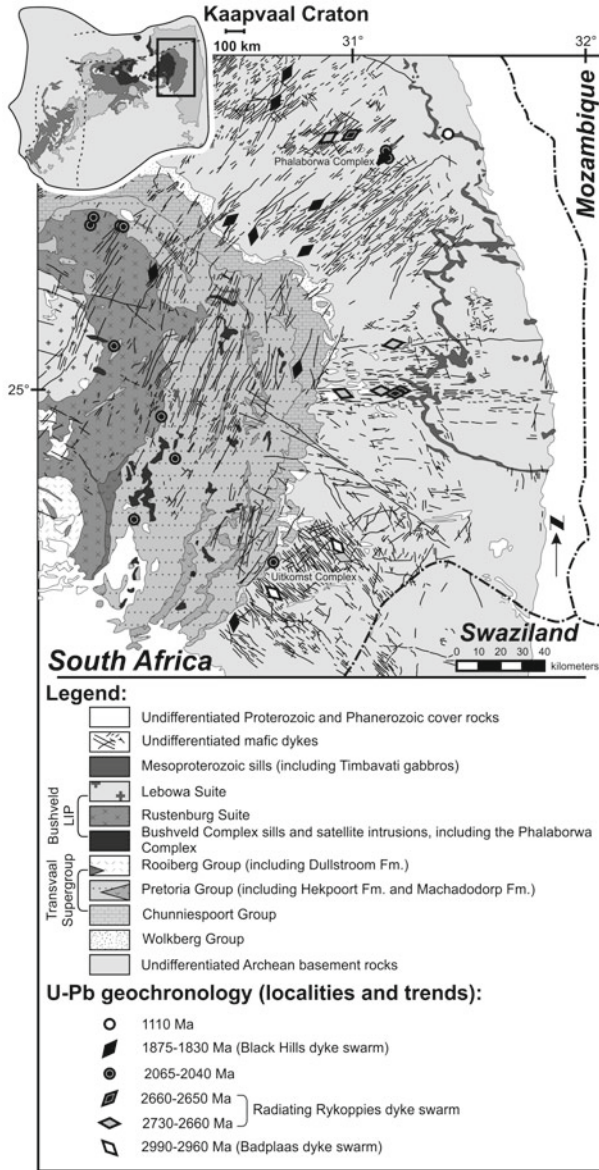 Kaapvaal Craton
100 km
31°
32°
Mozambique
Phalaborwa Complex
25°
N
Uitkomst Complex
Swaziland
South Africa
0 10 20 30 40 kilometers
Legend:
Undifferentiated Proterozoic and Phanerozoic cover rocks
Undifferentiated mafic dykes
Mesoproterozoic sills (including Timbavati gabbros)
Bushveld
LIP
Lebowa Suite
Rustenburg Suite
Bushveld Complex sills and satellite intrusions, including the Phalaborwa
Complex
Transvaal
Supergroup
Rooiberg Group (including Dullstroom Fm.)
Pretoria Group (including Hekpoort Fm. and Machadodorp Fm.)
Chunniespoort Group
Wolkberg Group
Undifferentiated Archean basement rocks
U-Pb geochronology (localities and trends):
1110 Ma
1875-1830 Ma (Black Hills dyke swarm)
2065-2040 Ma
2660-2650 Ma
Radiating Rykoppies dyke swarm
2730-2660 Ma
2990-2960 Ma (Badplaas dyke swarm)